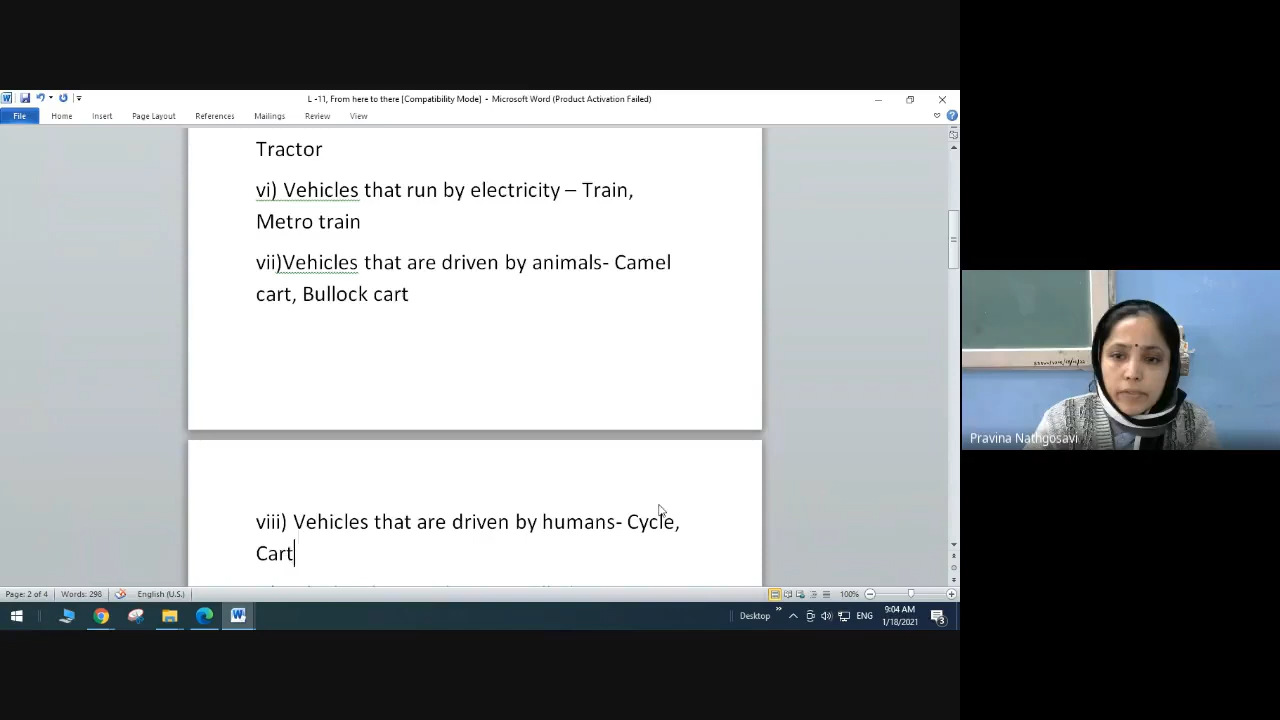 L -11, From here to there [Compatibility Mode] - Microsoft Word (Product Activation Failed)
File Home Insert Page Layout References Mailings Review View
Tractor
vi) Vehicles that run by electricity – Train,
Metro train
vii)Vehicles that are driven by animals- Camel
cart, Bullock cart
viii) Vehicles that are driven by humans- Cycle,
Cart
Pravina Nathgosavi
Page: 2 of 4 Words: 298 English (U.S.) 100%
Desktop ENG 9:04 AM
1/18/2021
3